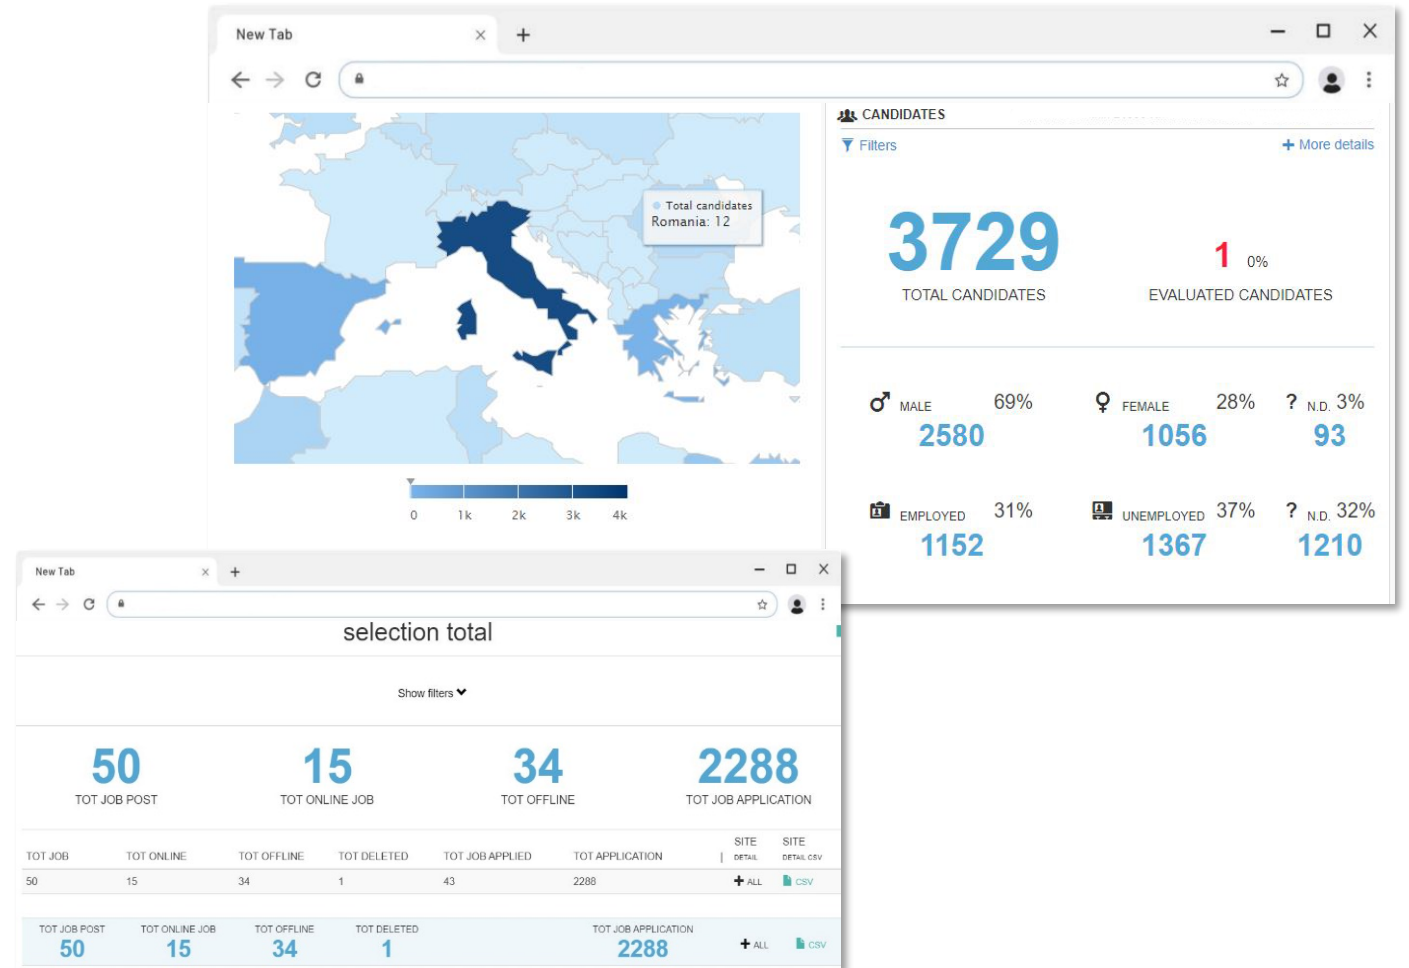 New Tab
CANDIDATES
Filters
+ More details
Total candidates
Romania: 12
3729
TOTAL CANDIDATES
1 0%
EVALUATED CANDIDATES
MALE 69%
2580
FEMALE 28%
1056
? N.D. 3%
93
EMPLOYED 31%
1152
UNEMPLOYED 37%
1367
? N.D. 32%
1210
0 1k 2k 3k 4k
New Tab
selection total
Show filters
50
TOT JOB POST
15
TOT ONLINE JOB
34
TOT OFFLINE
2288
TOT JOB APPLICATION
TOT JOB TOT ONLINE TOT OFFLINE TOT DELETED TOT JOB APPLIED TOT APPLICATION | SITE DETAIL SITE DETAIL CSV
50 15 34 1 43 2288 + ALL CSV
TOT JOB POST TOT ONLINE JOB TOT OFFLINE TOT DELETED TOT JOB APPLICATION
50 15 34 1 2288 + ALL CSV